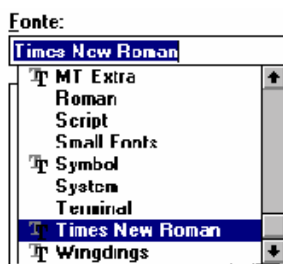 Fonte:
Times New Roman
MT Extra
Roman
Script
Small Fonts
Symbol
System
Terminal
Times New Roman
Wingdings